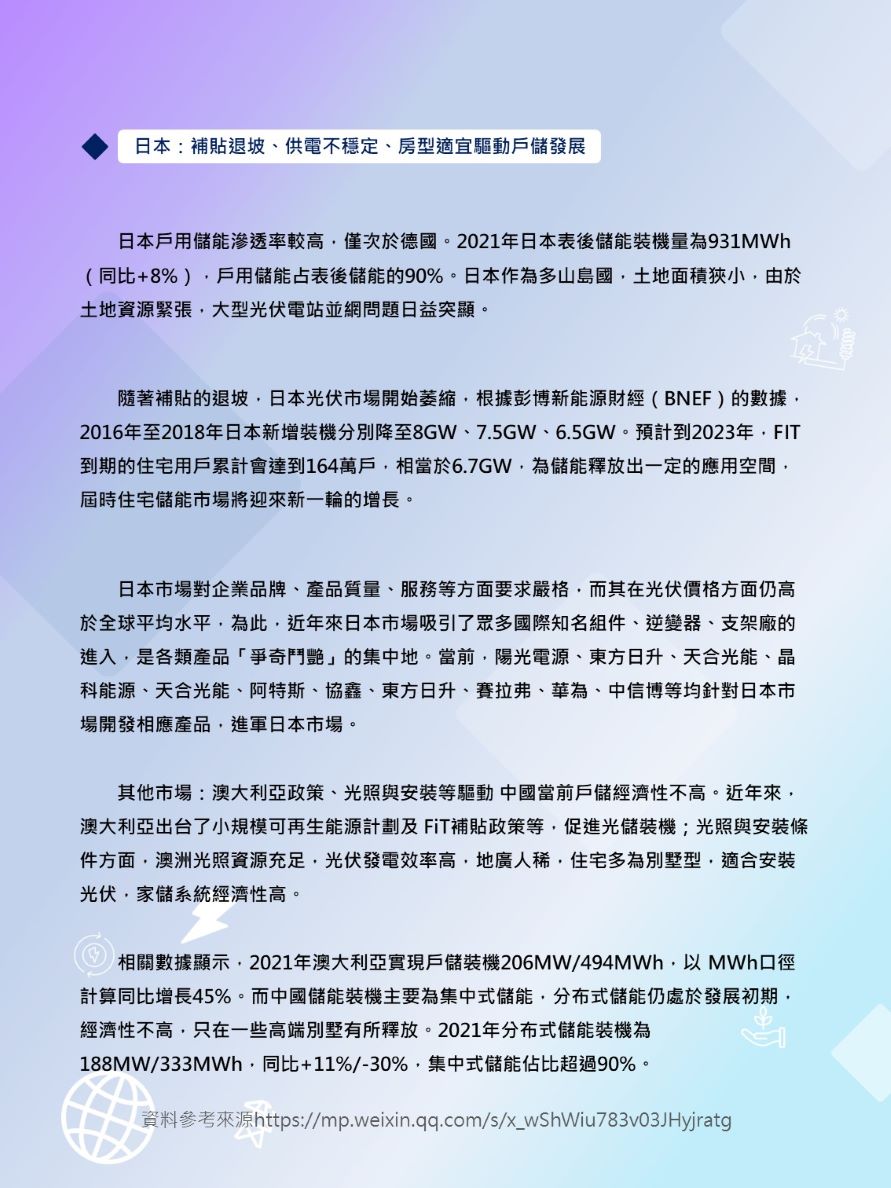 日本：補貼退坡、供電不穩定、房型適宜驅動戶儲發展
日本戶用儲能滲透率較高，僅次於德國。2021年日本表後儲能裝機量為931MWh
（同比+8%），戶用儲能占表後儲能的90%。日本作為多山島國，土地面積狹小，由於
土地資源緊張，大型光伏電站並網問題日益突顯。
隨著補貼的退坡，日本光伏市場開始萎縮，根據彭博新能源財經（BNEF）的數據，
2016年至2018年日本新增裝機分別降至8GW、7.5GW、6.5GW。預計到2023年，FIT
到期的住宅用戶累計會達到164萬戶，相當於6.7GW，為儲能釋放出一定的應用空間，
屆時住宅儲能市場將迎來新一輪的增長。
日本市場對企業品牌、產品質量、服務等方面要求嚴格，而其在光伏價格方面仍高
於全球平均水平，為此，近年來日本市場吸引了眾多國際知名組件、逆變器、支架廠的
進入，是各類產品「爭奇鬥艷」的集中地。當前，陽光電源、東方日升、天合光能、晶
科能源、天合光能、阿特斯、協鑫、東方日升、賽拉弗、華為、中信博等均針對日本市
場開發相應產品，進軍日本市場。
其他市場：澳大利亞政策、光照與安裝等驅動 中國當前戶儲經濟性不高。近年來，
澳大利亞出台了小規模可再生能源計劃及 FiT補貼政策等，促進光儲裝機；光照與安裝條
件方面，澳洲光照資源充足，光伏發電效率高，地廣人稀，住宅多為別墅型，適合安裝
光伏，家儲系統經濟性高。
相關數據顯示，2021年澳大利亞實現戶儲裝機206MW/494MWh，以 MWh口徑
計算同比增長45%。而中國儲能裝機主要為集中式儲能，分布式儲能仍處於發展初期，
經濟性不高，只在一些高端別墅有所釋放。2021年分布式儲能裝機為
188MW/333MWh，同比+11%/-30%，集中式儲能佔比超過90%。
資料參考來源https://mp.weixin.qq.com/s/x_wShWiu783v03JHyjratg